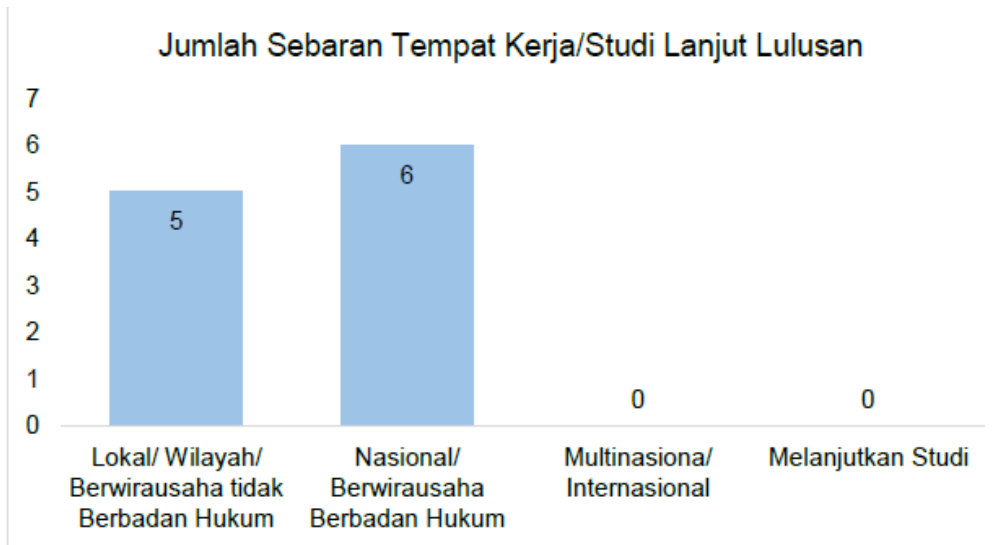 Jumlah Sebaran Tempat Kerja/Studi Lanjut Lulusan
7
6
5
4
3
2
1
0
5
6
0
0
Lokal/ Wilayah/
Berwirausaha tidak
Berbadan Hukum
Nasional/
Berwirausaha
Berbadan Hukum
Multinasiona/
Internasional
Melanjutkan Studi